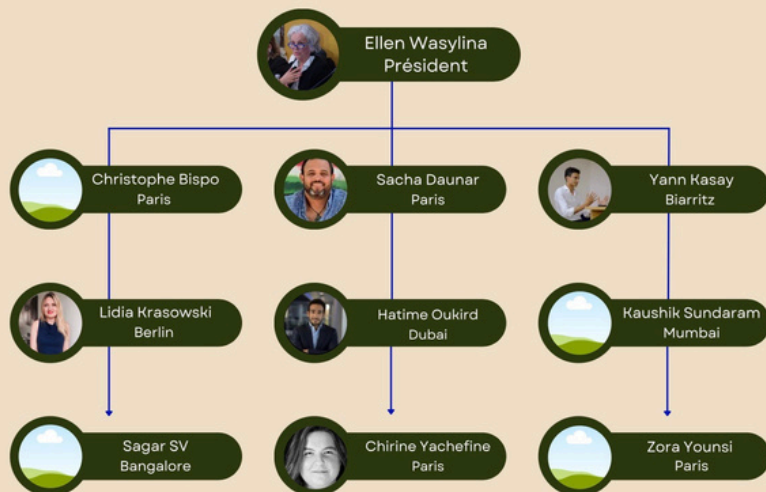 Ellen Wasylina
Président
Christophe Bispo
Paris
Sacha Daunar
Paris
Yann Kasay
Biarritz
Lidia Krasowski
Berlin
Hatime Oukird
Dubai
Kaushik Sundaram
Mumbai
Sagar SV
Bangalore
Chirine Yachefine
Paris
Zora Younsi
Paris